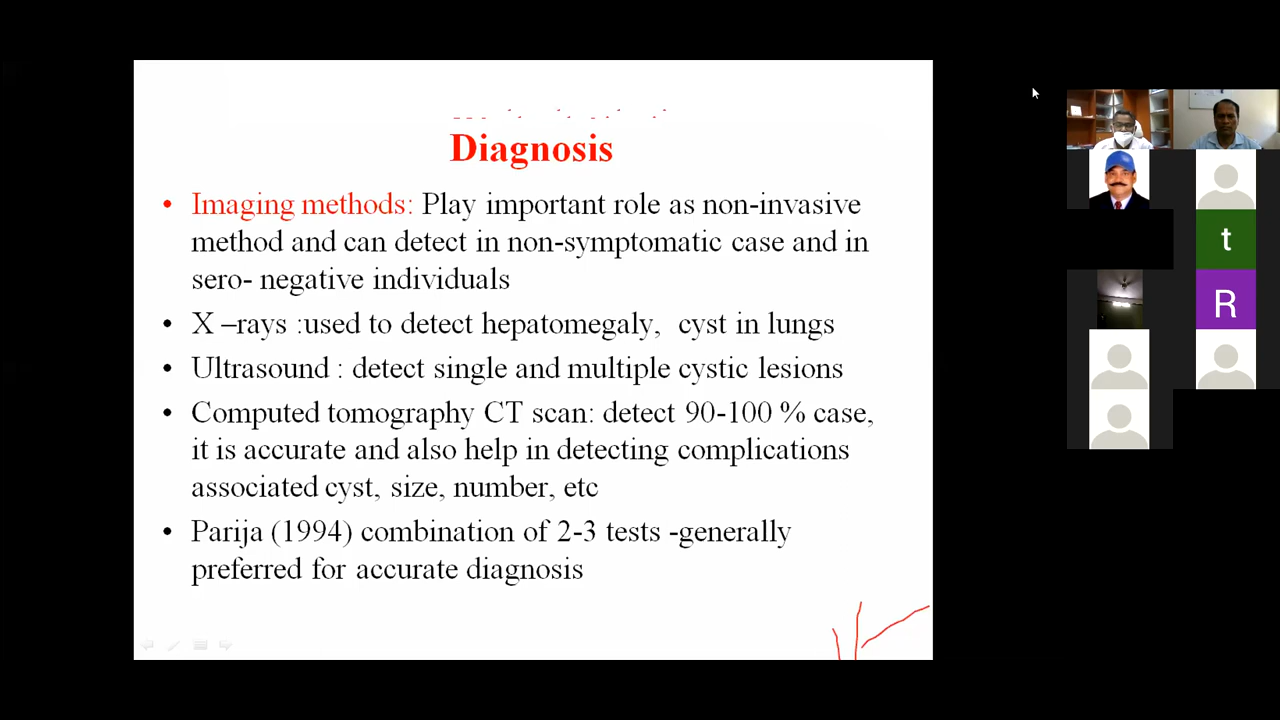 Diagnosis
• Imaging methods: Play important role as non-invasive
method and can detect in non-symptomatic case and in
sero- negative individuals
• X –rays :used to detect hepatomegaly, cyst in lungs
• Ultrasound : detect single and multiple cystic lesions
• Computed tomography CT scan: detect 90-100 % case,
it is accurate and also help in detecting complications
associated cyst, size, number, etc
• Parija (1994) combination of 2-3 tests -generally
preferred for accurate diagnosis
t
R